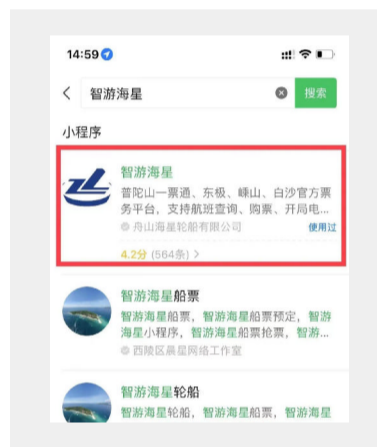 14:59
智游海星
搜索
小程序
智游海星
普陀山一票通、东极、嵊山、白沙官方票
务平台，支持航班查询、购票、开局电...
舟山海星轮船有限公司
使用过
4.2分 (564条) >
智游海星船票
智游海星船票，智游海星船票预定，智游
海星小程序，智游海星船票抢票，智游...
西陵区晨星网络工作室
智游海星轮船
智游海星轮船，智游海星船票，智游海星